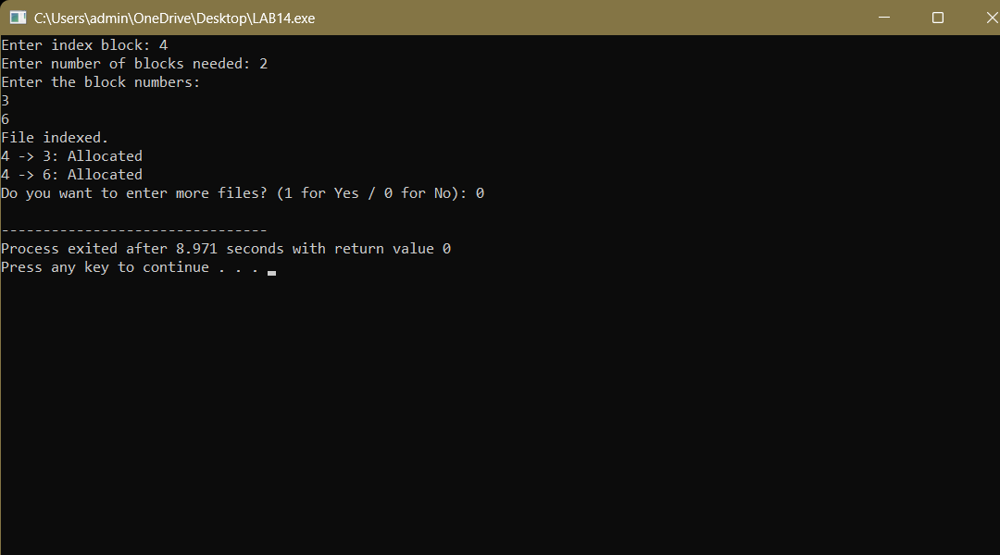 C:\Users\admin\OneDrive\Desktop\LAB14.exe
Enter index block: 4
Enter number of blocks needed: 2
Enter the block numbers:
3
6
File indexed.
4 -> 3: Allocated
4 -> 6: Allocated
Do you want to enter more files? (1 for Yes / 0 for No): 0
--------------------------------
Process exited after 8.971 seconds with return value 0
Press any key to continue . . .